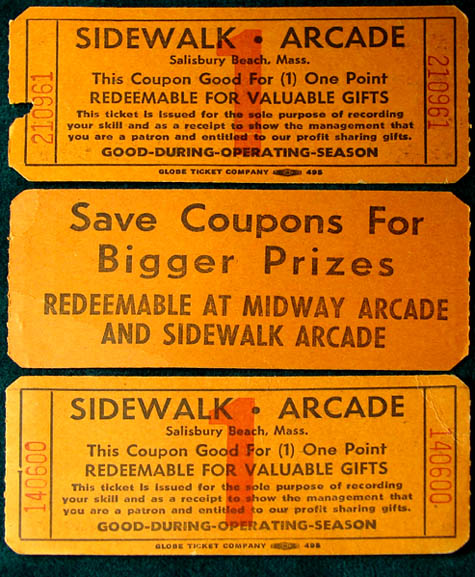 SIDEWALK • ARCADE
Salisbury Beach, Mass.
This Coupon Good For (1) One Point
REDEEMABLE FOR VALUABLE GIFTS
This ticket is issued for the sole purpose of recording
your skill and as a receipt to show the management that
you are a patron and entitled to our profit sharing gifts.
GOOD-DURING-OPERATING-SEASON
1
210961
210961
GLOBE TICKET COMPANY 49B
Save Coupons For
Bigger Prizes
REDEEMABLE AT MIDWAY ARCADE
AND SIDEWALK ARCADE
SIDEWALK • ARCADE
Salisbury Beach, Mass.
This Coupon Good For (1) One Point
REDEEMABLE FOR VALUABLE GIFTS
This ticket is issued for the sole purpose of recording
your skill and as a receipt to show the management that
you are a patron and entitled to our profit sharing gifts.
GOOD-DURING-OPERATING-SEASON
1
140600
140600
GLOBE TICKET COMPANY 49B